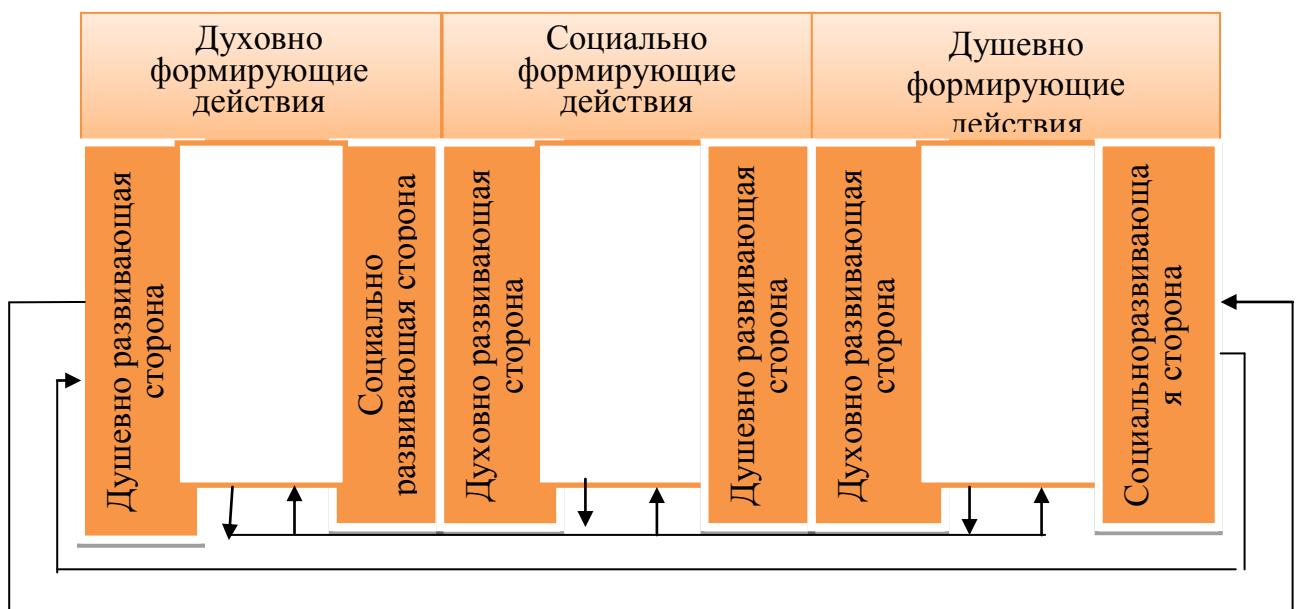 Духовно
формирующие
действия
Социально
формирующие
действия
Душевно
формирующие
действия
Душевно развивающая
сторона
Социально
развивающая сторона
Духовно развивающая
сторона
Душевно развивающая
сторона
Духовно развивающая
сторона
Социальноразвивающа
я сторона